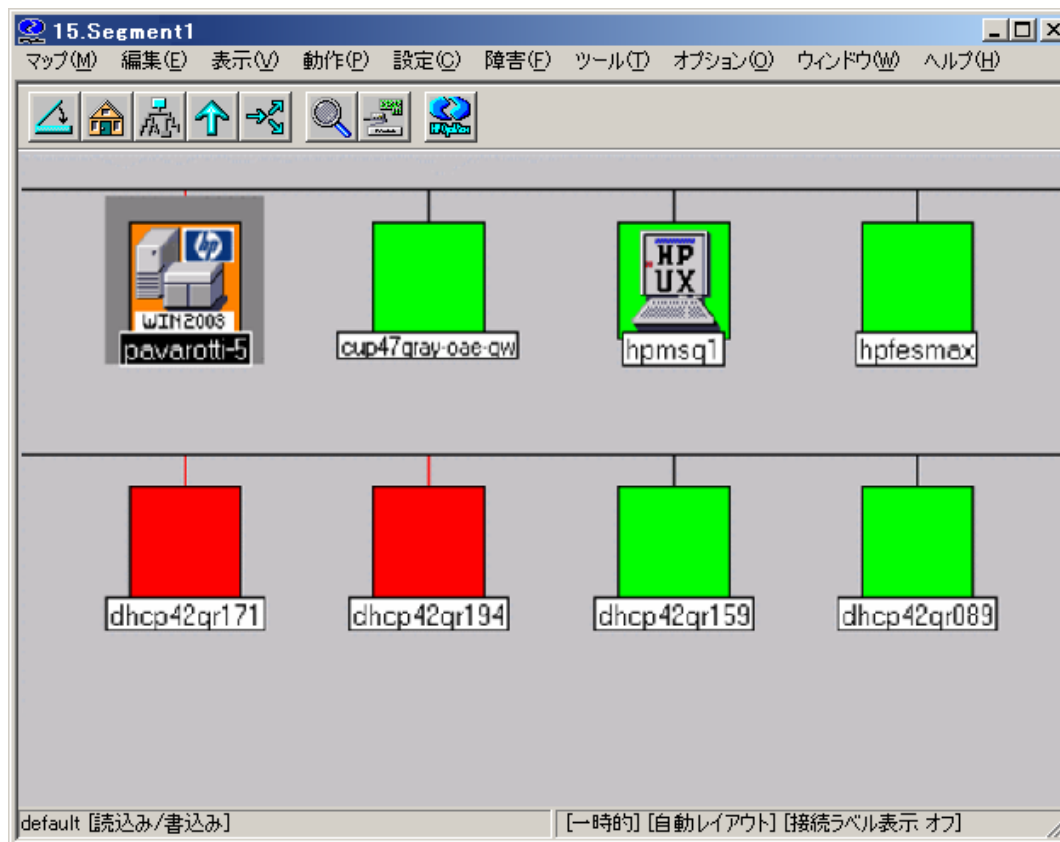 15.Segment1
マップ(M) 編集(E) 表示(V) 動作(P) 設定(C) 障害(F) ツール(T) オプション(O) ウィンドウ(W) ヘルプ(H)
hp
WIN2003
HP
UX
pavarotti-5
cup47qray-oae-gw
hpmsq1
hpfesmax
dhcp42qr171
dhcp42qr194
dhcp42qr159
dhcp42qr089
default [読込み/書込み]
[一時的] [自動レイアウト] [接続ラベル表示 オフ]